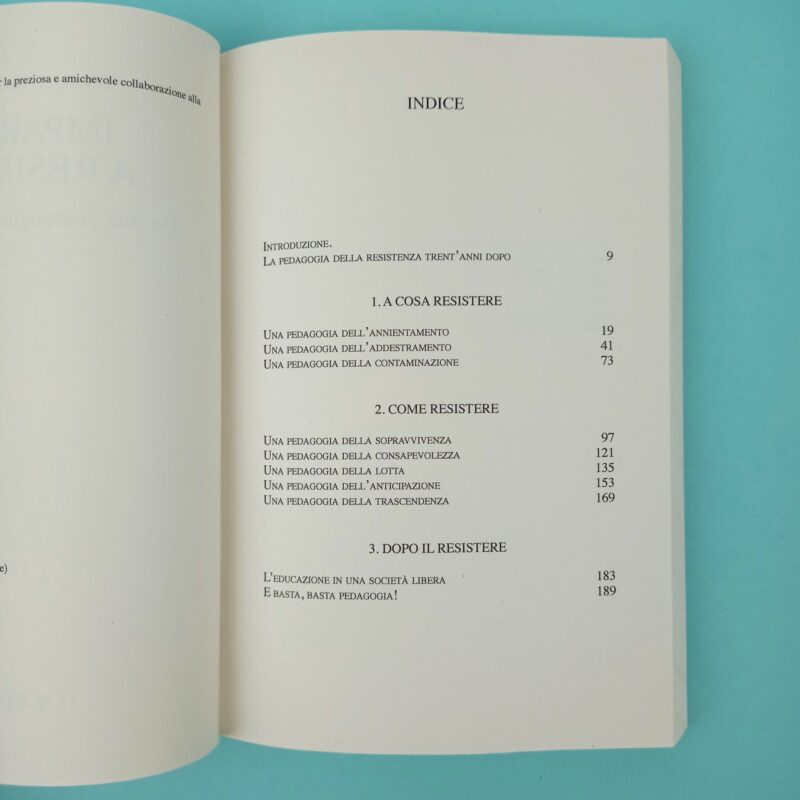 r la preziosa e amichevole collaborazione alla
e)
INDICE
INTRODUZIONE.
LA PEDAGOGIA DELLA RESISTENZA TRENT'ANNI DOPO 9
1. A COSA RESISTERE
UNA PEDAGOGIA DELL'ANNIENTAMENTO 19
UNA PEDAGOGIA DELL'ADDESTRAMENTO 41
UNA PEDAGOGIA DELLA CONTAMINAZIONE 73
2. COME RESISTERE
UNA PEDAGOGIA DELLA SOPRAVVIVENZA 97
UNA PEDAGOGIA DELLA CONSAPEVOLEZZA 121
UNA PEDAGOGIA DELLA LOTTA 135
UNA PEDAGOGIA DELL'ANTICIPAZIONE 153
UNA PEDAGOGIA DELLA TRASCENDENZA 169
3. DOPO IL RESISTERE
L'EDUCAZIONE IN UNA SOCIETÀ LIBERA 183
E BASTA, BASTA PEDAGOGIA! 189